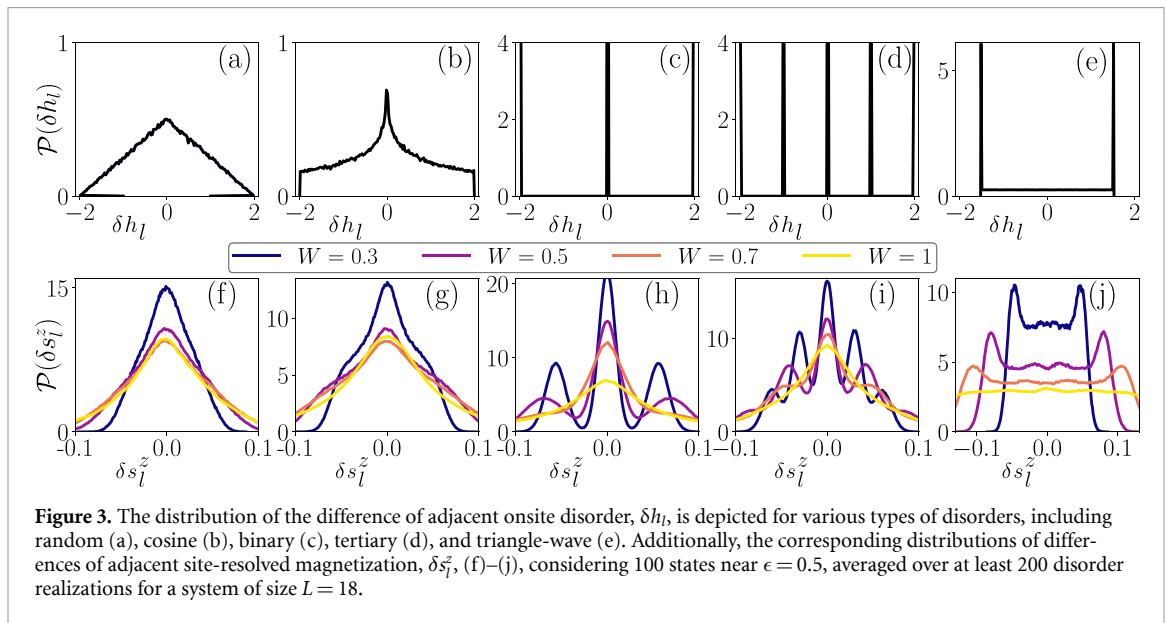 1 (a) 1 (b) 4 (c) 4 (d) (e)
6
P(δh_l) 2 2
3
0 0 0 0 0
−2 0 2 −2 0 2 −2 0 2 −2 0 2 −2 0 2
δh_l δh_l δh_l δh_l δh_l
W = 0.3 W = 0.5 W = 0.7 W = 1
15 (f) (g) 20 (h) (i) 10 (j)
10
P(δs_l^z) 10 10 5
5
0 0 0 0 0
-0.1 0.0 0.1 -0.1 0.0 0.1 -0.1 0.0 0.1 -0.1 0.0 0.1 −0.1 0.0 0.1
δs_l^z δs_l^z δs_l^z δs_l^z δs_l^z
Figure 3. The distribution of the difference of adjacent onsite disorder, δh_l, is depicted for various types of disorders, including
random (a), cosine (b), binary (c), tertiary (d), and triangle-wave (e). Additionally, the corresponding distributions of differ-
ences of adjacent site-resolved magnetization, δs_l^z, (f)–(j), considering 100 states near ϵ = 0.5, averaged over at least 200 disorder
realizations for a system of size L = 18.